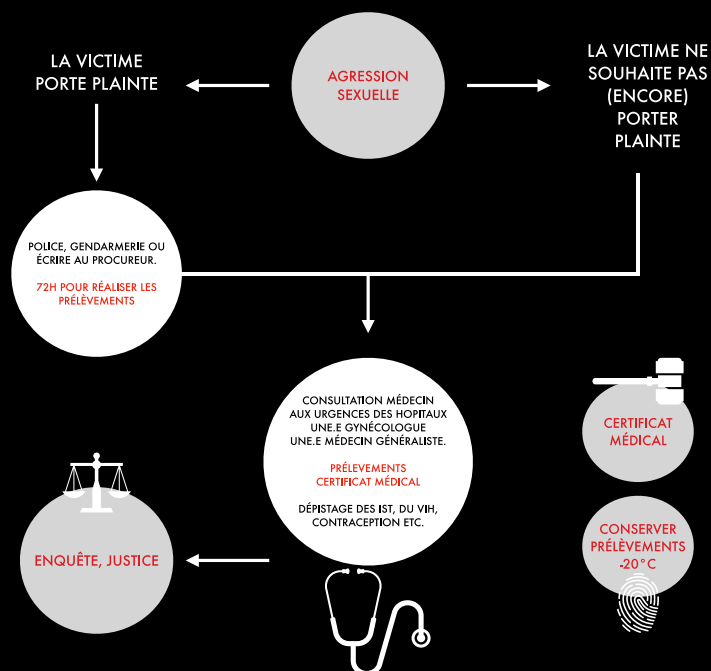 LA VICTIME
PORTE PLAINTE
AGRESSION
SEXUELLE
LA VICTIME NE
SOUHAITE PAS
(ENCORE)
PORTER
PLAINTE
POLICE, GENDARMERIE OU
ÉCRIRE AU PROCUREUR.
72H POUR RÉALISER LES
PRÉLÈVEMENTS
CONSULTATION MÉDECIN
AUX URGENCES DES HOPITAUX
UNE.E GYNÉCOLOGUE
UNE.E MÉDECIN GÉNÉRALISTE.
PRÉLEVEMENTS
CERTIFICAT MÉDICAL
DÉPISTAGE DES IST, DU VIH,
CONTRACEPTION ETC.
CERTIFICAT
MÉDICAL
CONSERVER
PRÉLÈVEMENTS
-20°C
ENQUÊTE, JUSTICE